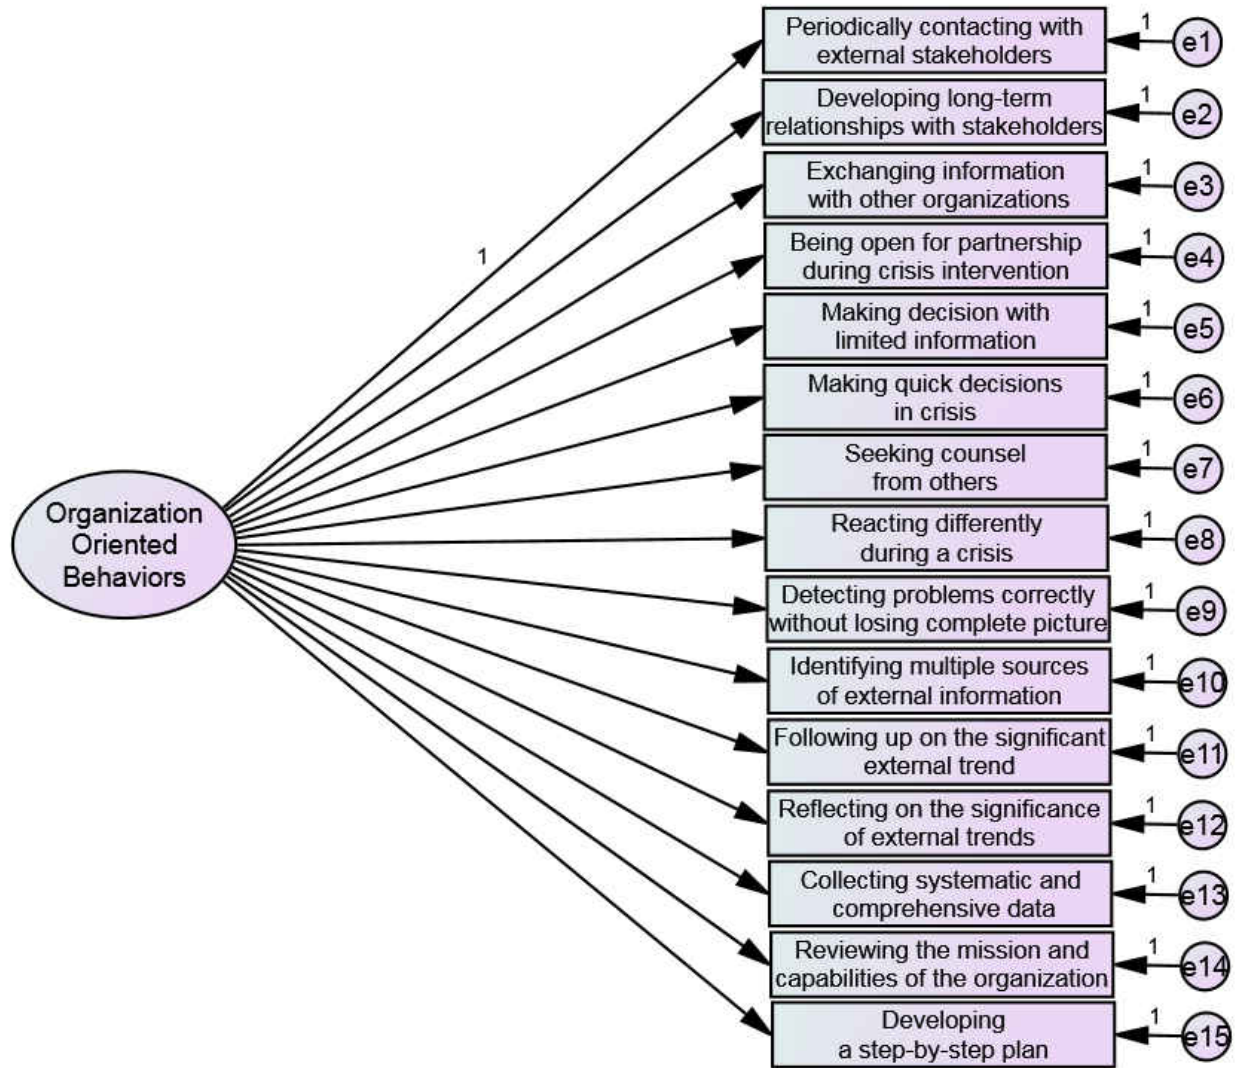 Periodically contacting with
external stakeholders
1
e1
Developing long-term
relationships with stakeholders
1
e2
Exchanging information
with other organizations
1
e3
1
Being open for partnership
during crisis intervention
1
e4
Making decision with
limited information
1
e5
Making quick decisions
in crisis
1
e6
Seeking counsel
from others
1
e7
Organization
Oriented
Behaviors
Reacting differently
during a crisis
1
e8
Detecting problems correctly
without losing complete picture
1
e9
Identifying multiple sources
of external information
1
e10
Following up on the significant
external trend
1
e11
Reflecting on the significance
of external trends
1
e12
Collecting systematic and
comprehensive data
1
e13
Reviewing the mission and
capabilities of the organization
1
e14
Developing
a step-by-step plan
1
e15